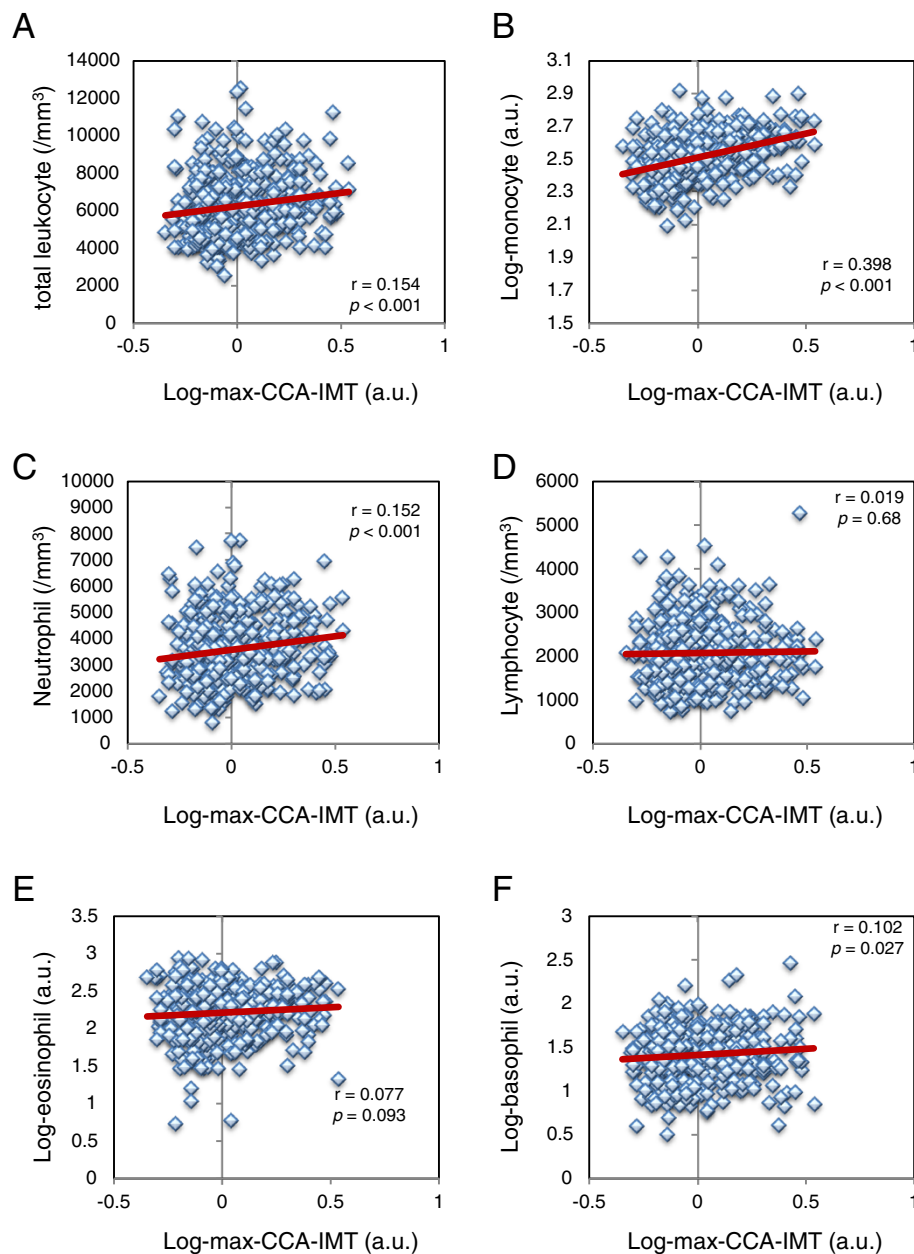 A
total leukocyte (/mm³)
14000
12000
10000
8000
6000
4000
2000
0
-0.5
0
0.5
1
r = 0.154
p < 0.001
Log-max-CCA-IMT (a.u.)
B
Log-monocyte (a.u.)
3.1
2.9
2.7
2.5
2.3
2.1
1.9
1.7
1.5
-0.5
0
0.5
1
r = 0.398
p < 0.001
Log-max-CCA-IMT (a.u.)
C
Neutrophil (/mm³)
10000
9000
8000
7000
6000
5000
4000
3000
2000
1000
0
-0.5
0
0.5
1
r = 0.152
p < 0.001
Log-max-CCA-IMT (a.u.)
D
Lymphocyte (/mm³)
6000
5000
4000
3000
2000
1000
0
-0.5
0
0.5
1
r = 0.019
p = 0.68
Log-max-CCA-IMT (a.u.)
E
Log-eosinophil (a.u.)
3.5
3
2.5
2
1.5
1
0.5
0
-0.5
0
0.5
1
r = 0.077
p = 0.093
Log-max-CCA-IMT (a.u.)
F
Log-basophil (a.u.)
3
2.5
2
1.5
1
0.5
0
-0.5
0
0.5
1
r = 0.102
p = 0.027
Log-max-CCA-IMT (a.u.)